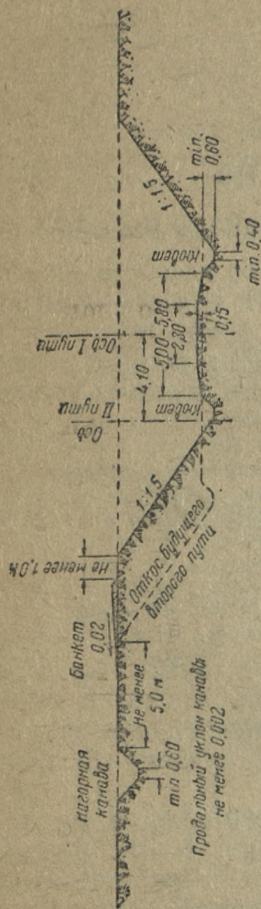 Нагорная
канава
Банкет
0,02
Не менее 1,0 м
Ось
II пути
Ось I пути
4,10
5,00-5,80
2,30
0,15
Кювет
Кювет
1:1,5
1:1,5
min.
0,60
min 0,40
Откос будущего
второго пути
не менее
5,0 м
min 0,60
Продольный уклон канавы
не менее 0,002